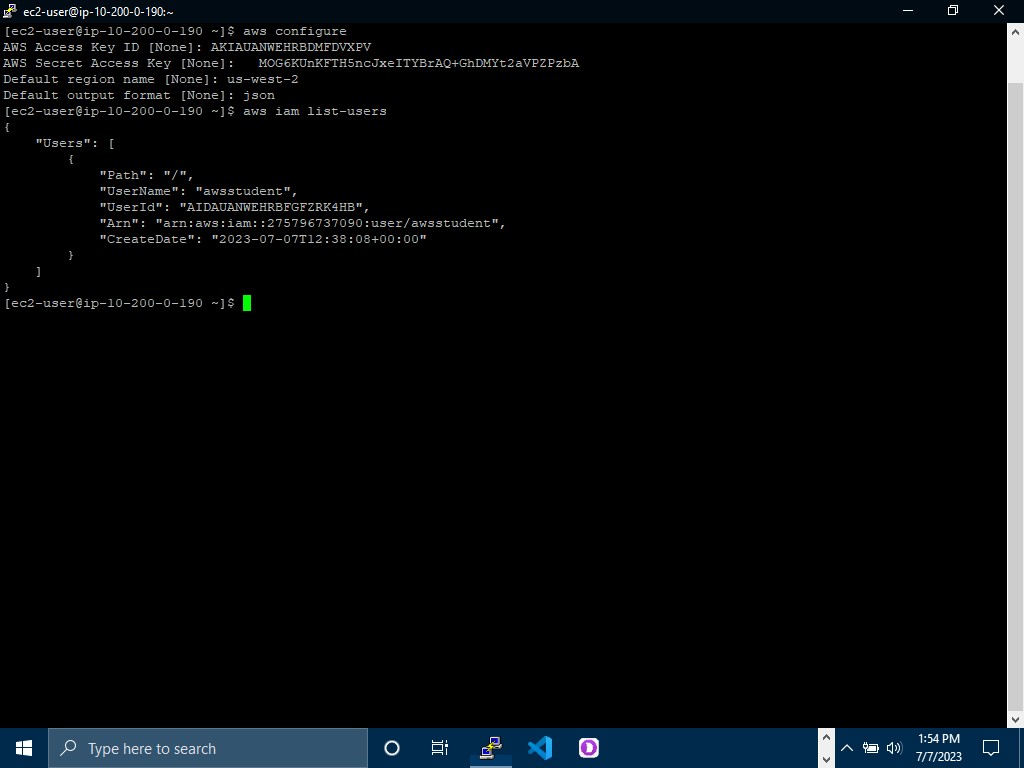 ec2-user@ip-10-200-0-190:~
[ec2-user@ip-10-200-0-190 ~]$ aws configure
AWS Access Key ID [None]: AKIAUANWEHRBDMFDVXPV
AWS Secret Access Key [None]:   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
Default region name [None]: us-west-2
Default output format [None]: json
[ec2-user@ip-10-200-0-190 ~]$ aws iam list-users
{
    "Users": [
        {
            "Path": "/",
            "UserName": "awsstudent",
            "UserId": "AIDAUANWEHRBFGFZRK4HB",
            "Arn": "arn:aws:iam::275796737090:user/awsstudent",
            "CreateDate": "2023-07-07T12:38:08+00:00"
        }
    ]
}
[ec2-user@ip-10-200-0-190 ~]$
Type here to search
1:54 PM
7/7/2023